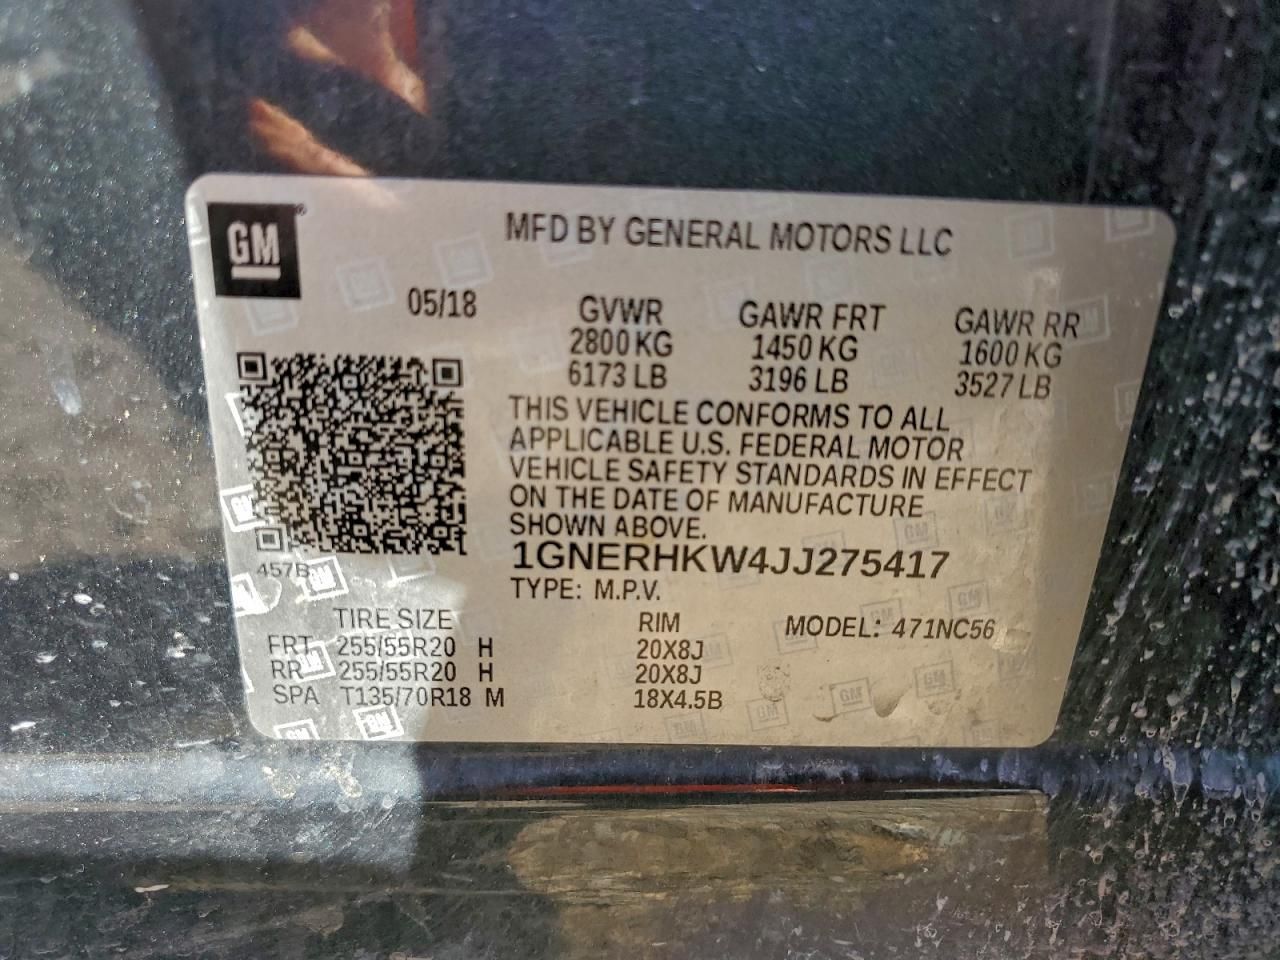 GM
MFD BY GENERAL MOTORS LLC
05/18 GVWR GAWR FRT GAWR RR
2800 KG 1450 KG 1600 KG
6173 LB 3196 LB 3527 LB
THIS VEHICLE CONFORMS TO ALL
APPLICABLE U.S. FEDERAL MOTOR
VEHICLE SAFETY STANDARDS IN EFFECT
ON THE DATE OF MANUFACTURE
SHOWN ABOVE.
1GNERHKW4JJ275417
457B
TYPE: M.P.V.
TIRE SIZE RIM MODEL: 471NC56
FRT 255/55R20 H 20X8J
RR 255/55R20 H 20X8J
SPA T135/70R18 M 18X4.5B